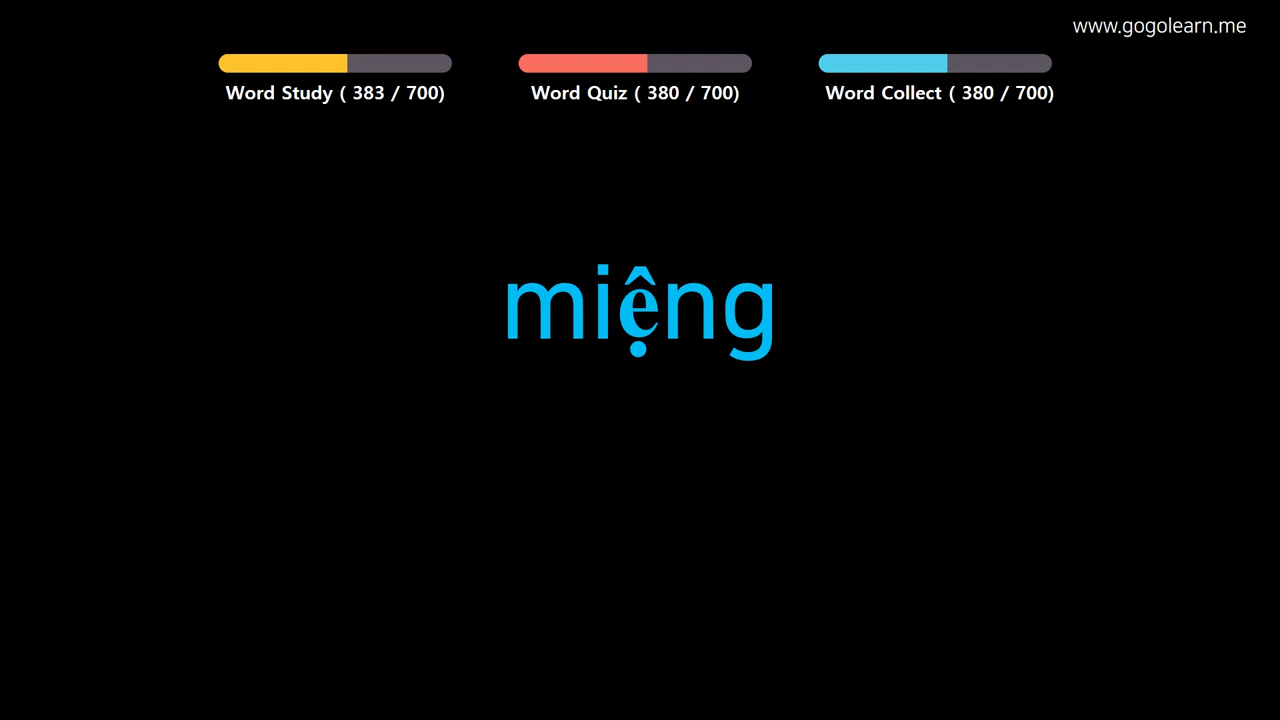 www.gogolearn.me
Word Study ( 383 / 700)
Word Quiz ( 380 / 700)
Word Collect ( 380 / 700)
miệng